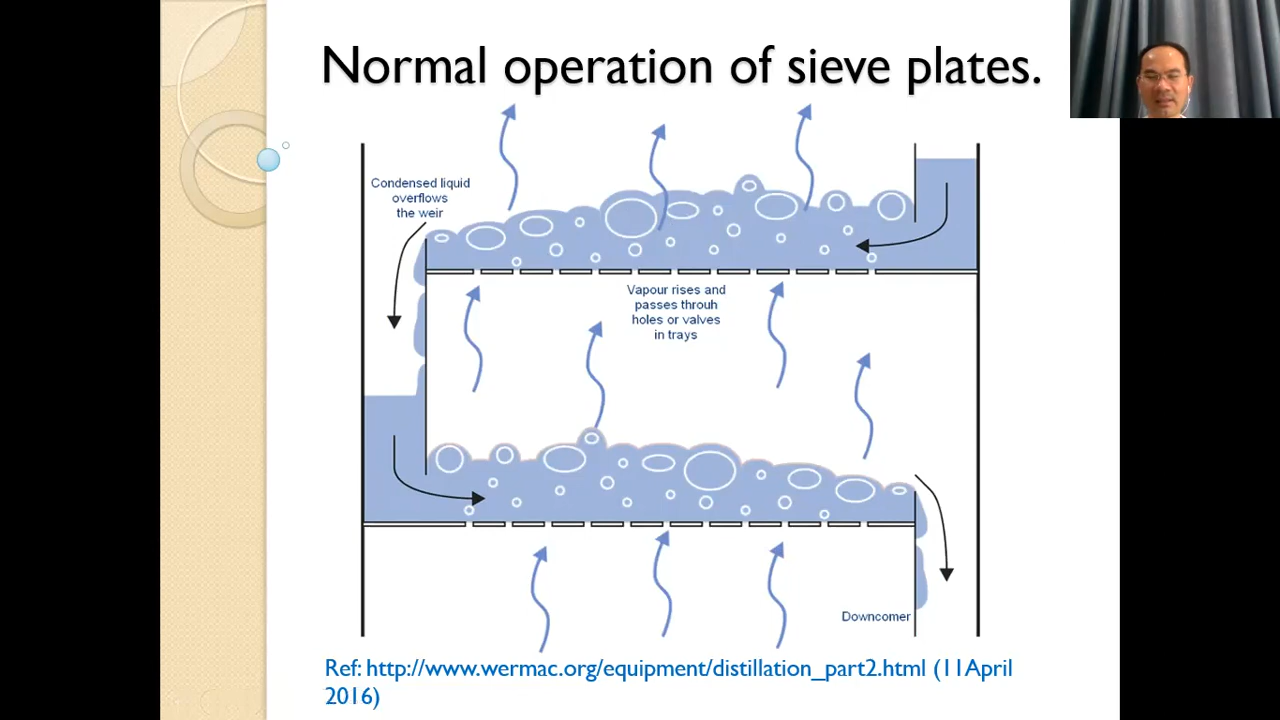 Normal operation of sieve plates.
Condensed liquid
overflows
the weir
Vapour rises and
passes throuh
holes or valves
in trays
Downcomer
Ref: http://www.wermac.org/equipment/distillation_part2.html (11April
2016)